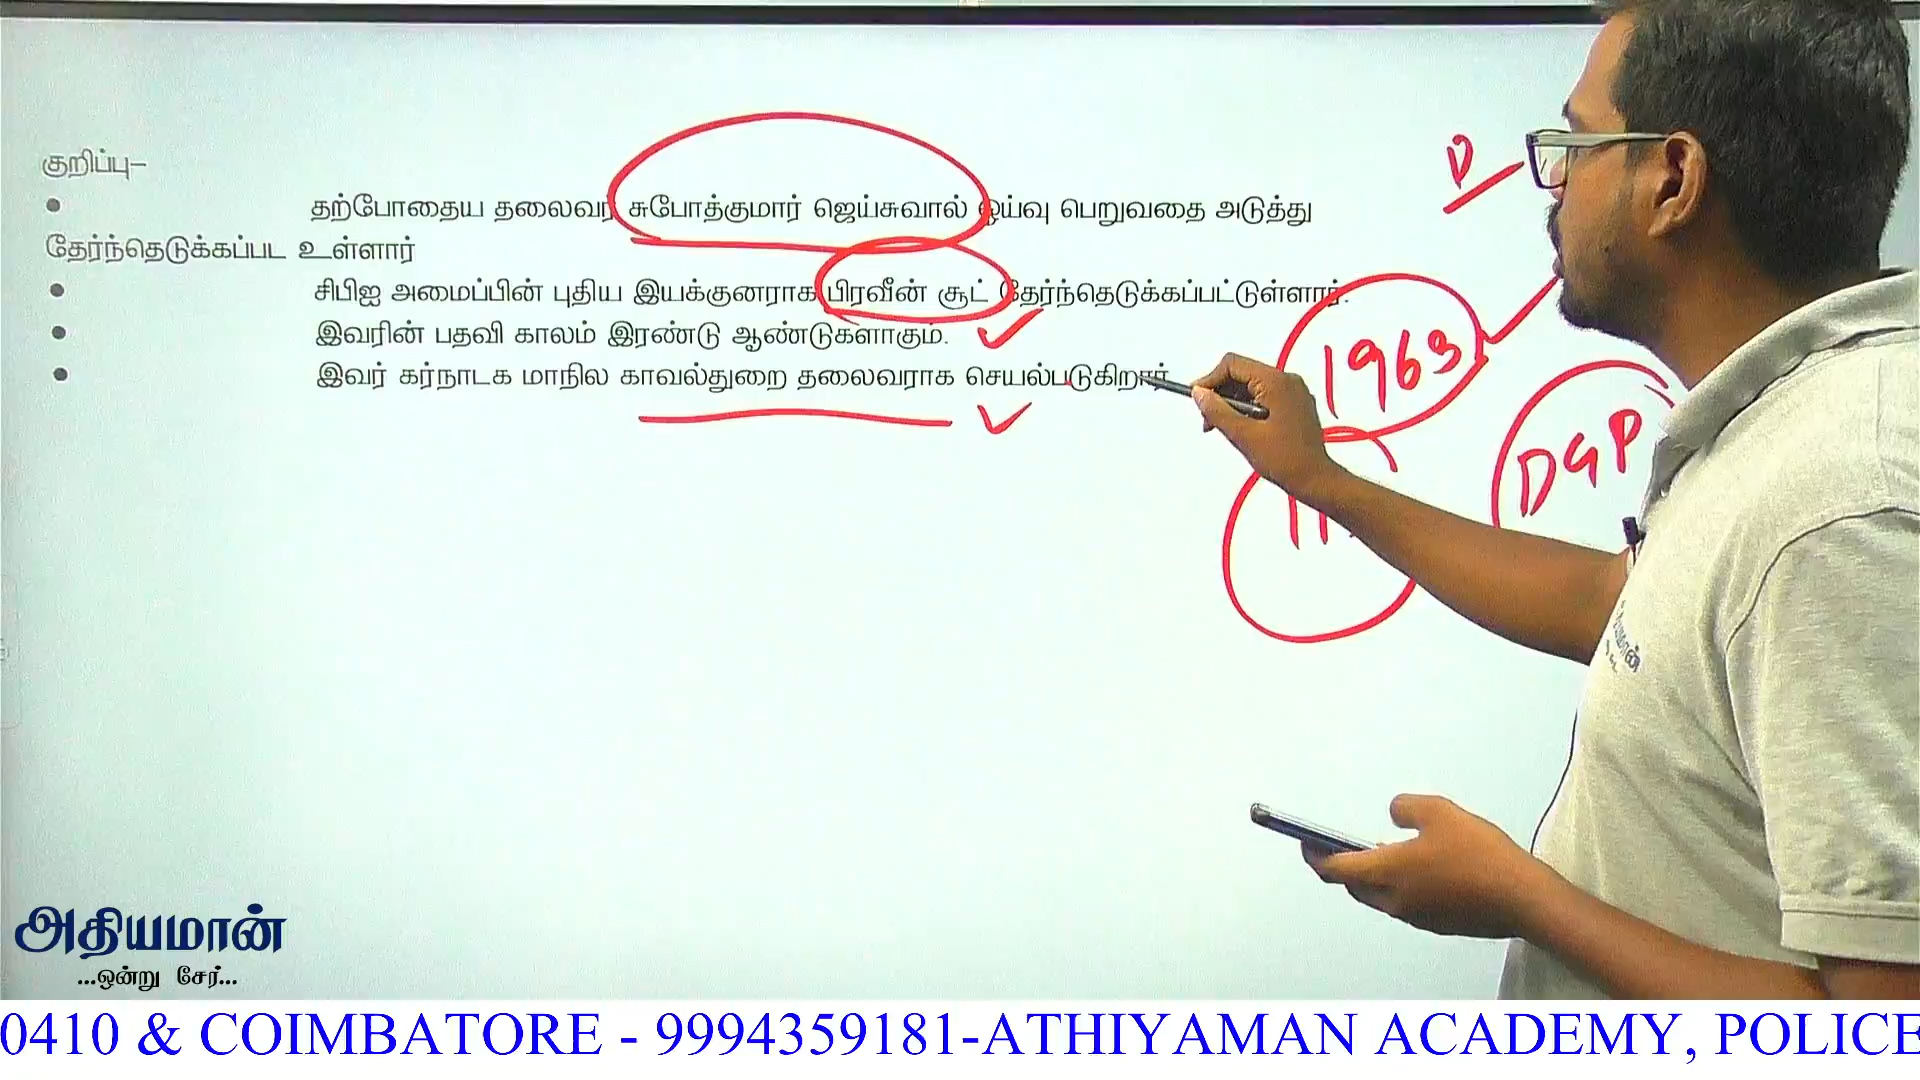 குறிப்பு–
● தற்போதைய தலைவர் சுபோத்குமார் ஜெய்சுவால் ஓய்வு பெறுவதை அடுத்து
தேர்ந்தெடுக்கப்பட உள்ளார்
● சிபிஐ அமைப்பின் புதிய இயக்குனராக பிரவீன் சூட் தேர்ந்தெடுக்கப்பட்டுள்ளார்.
● இவரின் பதவி காலம் இரண்டு ஆண்டுகளாகும்.
● இவர் கர்நாடக மாநில காவல்துறை தலைவராக செயல்படுகிறார்
D
1963
DGP
அதியமான்
...ஒன்று சேர்...
0410 & COIMBATORE - 9994359181-ATHIYAMAN ACADEMY, POLICE